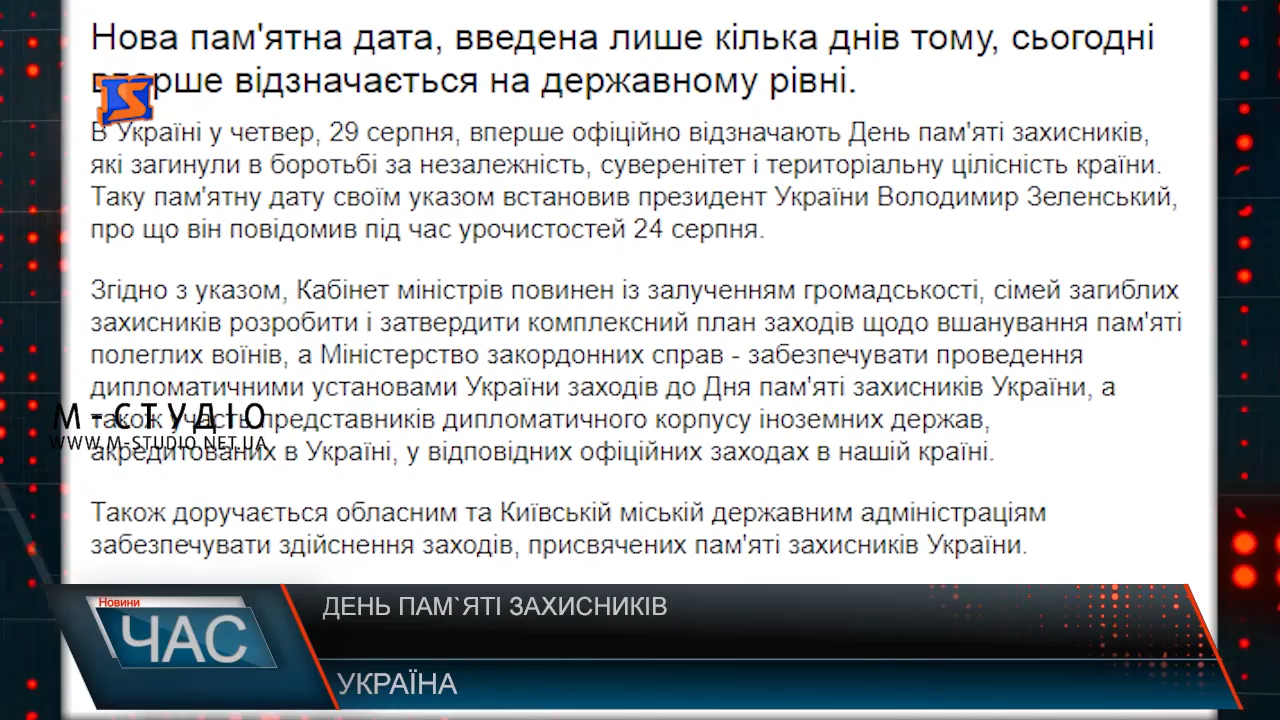 Нова пам'ятна дата, введена лише кілька днів тому, сьогодні
вперше відзначається на державному рівні.
В Україні у четвер, 29 серпня, вперше офіційно відзначають День пам'яті захисників,
які загинули в боротьбі за незалежність, суверенітет і територіальну цілісність країни.
Таку пам'ятну дату своїм указом встановив президент України Володимир Зеленський,
про що він повідомив під час урочистостей 24 серпня.
Згідно з указом, Кабінет міністрів повинен із залученням громадськості, сімей загиблих
захисників розробити і затвердити комплексний план заходів щодо вшанування пам'яті
полеглих воїнів, а Міністерство закордонних справ - забезпечувати проведення
дипломатичними установами України заходів до Дня пам'яті захисників України, а
М-СТУДІО
також участь представників дипломатичного корпусу іноземних держав,
WWW.M-STUDIO.NET.UA
акредитованих в Україні, у відповідних офіційних заходах в нашій країні.
Також доручається обласним та Київській міській державним адміністраціям
забезпечувати здійснення заходів, присвячених пам'яті захисників України.
Новини
ЧАС
ДЕНЬ ПАМ`ЯТІ ЗАХИСНИКІВ
УКРАЇНА